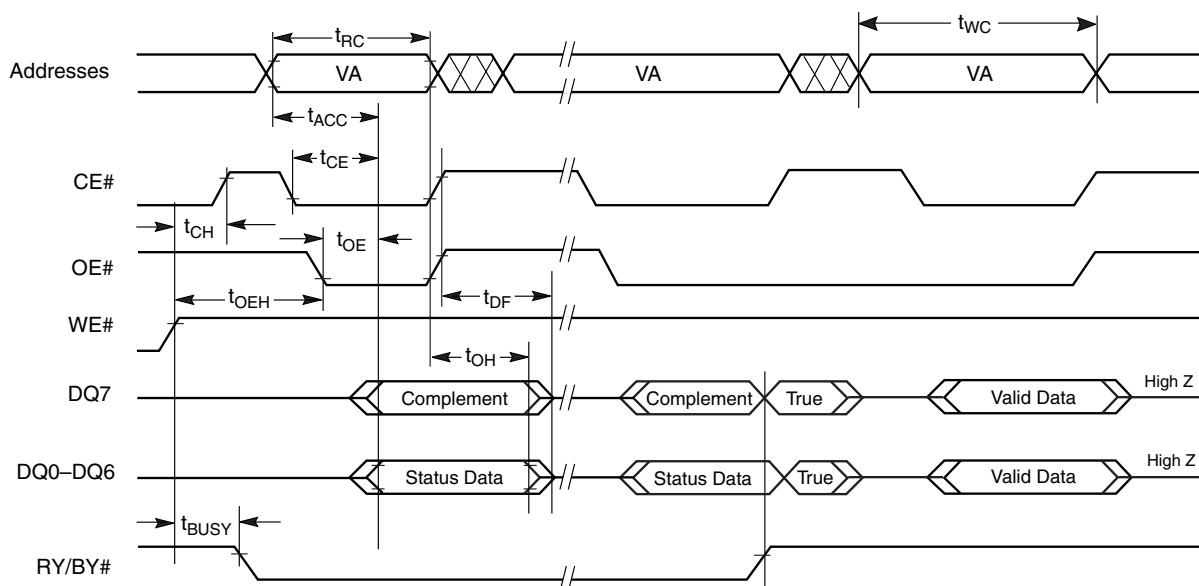 tRC
tWC
Addresses VA VA VA
tACC
tCE
CE#
tCH
tOE
OE#
tOEH
tDF
WE#
tOH
DQ7 Complement Complement True Valid Data High Z
DQ0–DQ6 Status Data Status Data True Valid Data High Z
tBUSY
RY/BY#